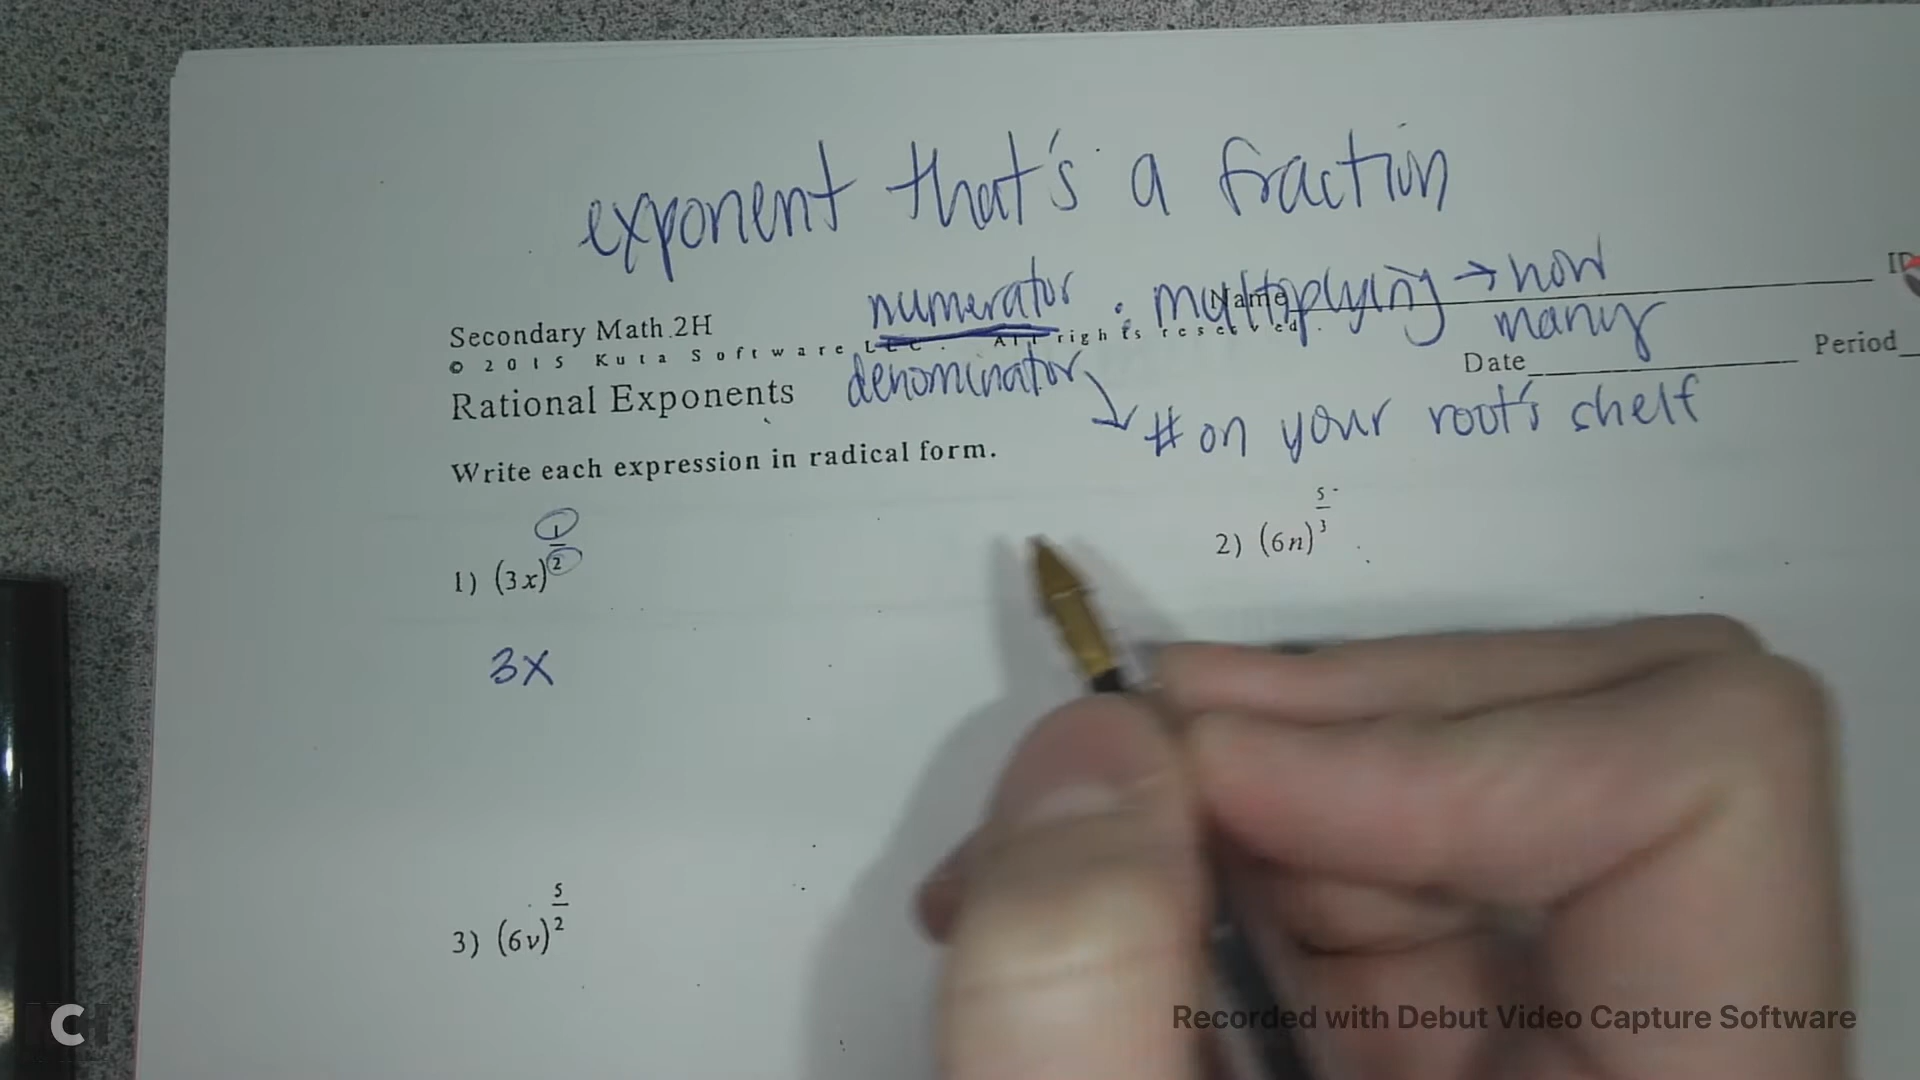 exponent that's a fraction
numerator : multiplying → how many
Name
Secondary Math 2H
© 2015 Kuta Software LLC. All rights reserved.
denominator
Date Period
Rational Exponents
# on your root's shelf
Write each expression in radical form.
1) (3x)^(1/2)
2) (6n)^(5/3)
3x
3) (6v)^(5/2)
Recorded with Debut Video Capture Software